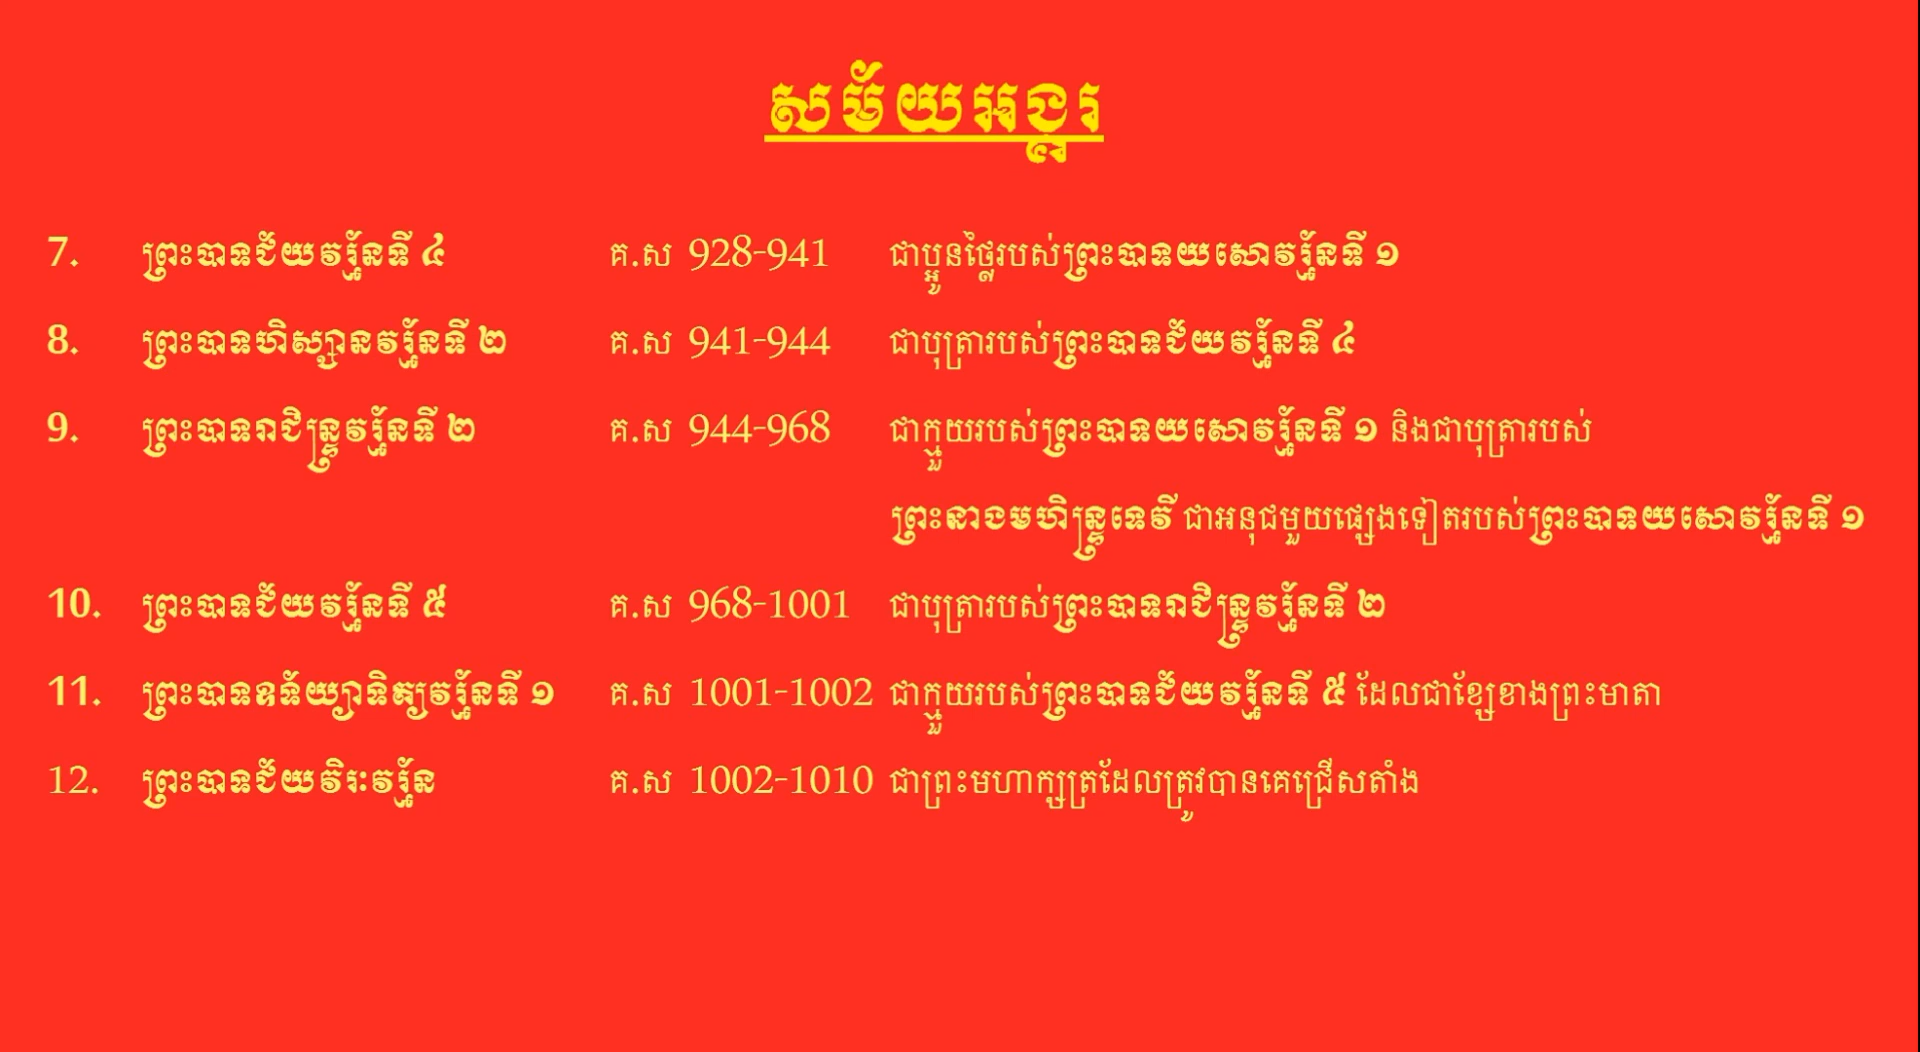 សម័យអង្គរ
7. ព្រះបាទជ័យវរ្ម័នទី ៤ គ.ស 928-941 ជាប្អូនថ្លៃរបស់ព្រះបាទយសោវរ្ម័នទី ១
8. ព្រះបាទហិស្សានវរ្ម័នទី ២ គ.ស 941-944 ជាបុត្រារបស់ព្រះបាទជ័យវរ្ម័នទី ៤
9. ព្រះបាទរាជិន្ទ្រវរ្ម័នទី ២ គ.ស 944-968 ជាក្មួយរបស់ព្រះបាទយសោវរ្ម័នទី ១ និងជាបុត្រារបស់
ព្រះនាងមហិន្ទ្រទេវី ជាអនុជមួយផ្សេងទៀតរបស់ព្រះបាទយសោវរ្ម័នទី ១
10. ព្រះបាទជ័យវរ្ម័នទី ៥ គ.ស 968-1001 ជាបុត្រារបស់ព្រះបាទរាជិន្ទ្រវរ្ម័នទី ២
11. ព្រះបាទឧទ័យ្យាទិត្យវរ្ម័នទី ១ គ.ស 1001-1002 ជាក្មួយរបស់ព្រះបាទជ័យវរ្ម័នទី ៥ ដែលជាខ្សែខាងព្រះមាតា
12. ព្រះបាទជ័យវិរៈវរ្ម័ន គ.ស 1002-1010 ជាព្រះមហាក្សត្រដែលត្រូវបានគេជ្រើសតាំង